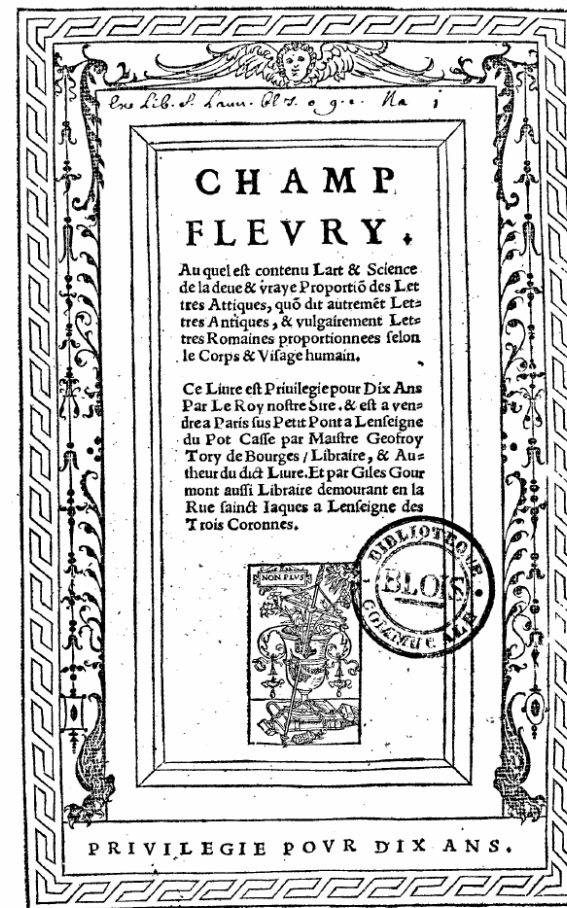 Exe Lib.
CHAMP
FLEVRY.
Au quel eſt contenu Lart & Science
de la deue & vraye Proportiõ des Let
tres Attiques, quõ dit autremẽt Let⸗
tres Antiques, & vulgairement Let⸗
tres Romaines proportionnees ſelon
le Corps & Viſage humain.
Ce Liure eſt Priuilegie pour Dix Ans
Par Le Roy noſtre Sire. & eſt a ven⸗
dre a Paris ſus Petit Pont a Lenſeigne
du Pot Caſſe par Maiſtre Geofroy
Tory de Bourges / Libraire, & Au⸗
theur du dict Liure. Et par Giles Gour
mont auſſi Libraire demourant en la
Rue ſainct Iaques a Lenſeigne des
Trois Coronnes.
BIBLIOTEQUE
BLOIS
NON PLVS
PRIVILEGIE POVR DIX ANS.